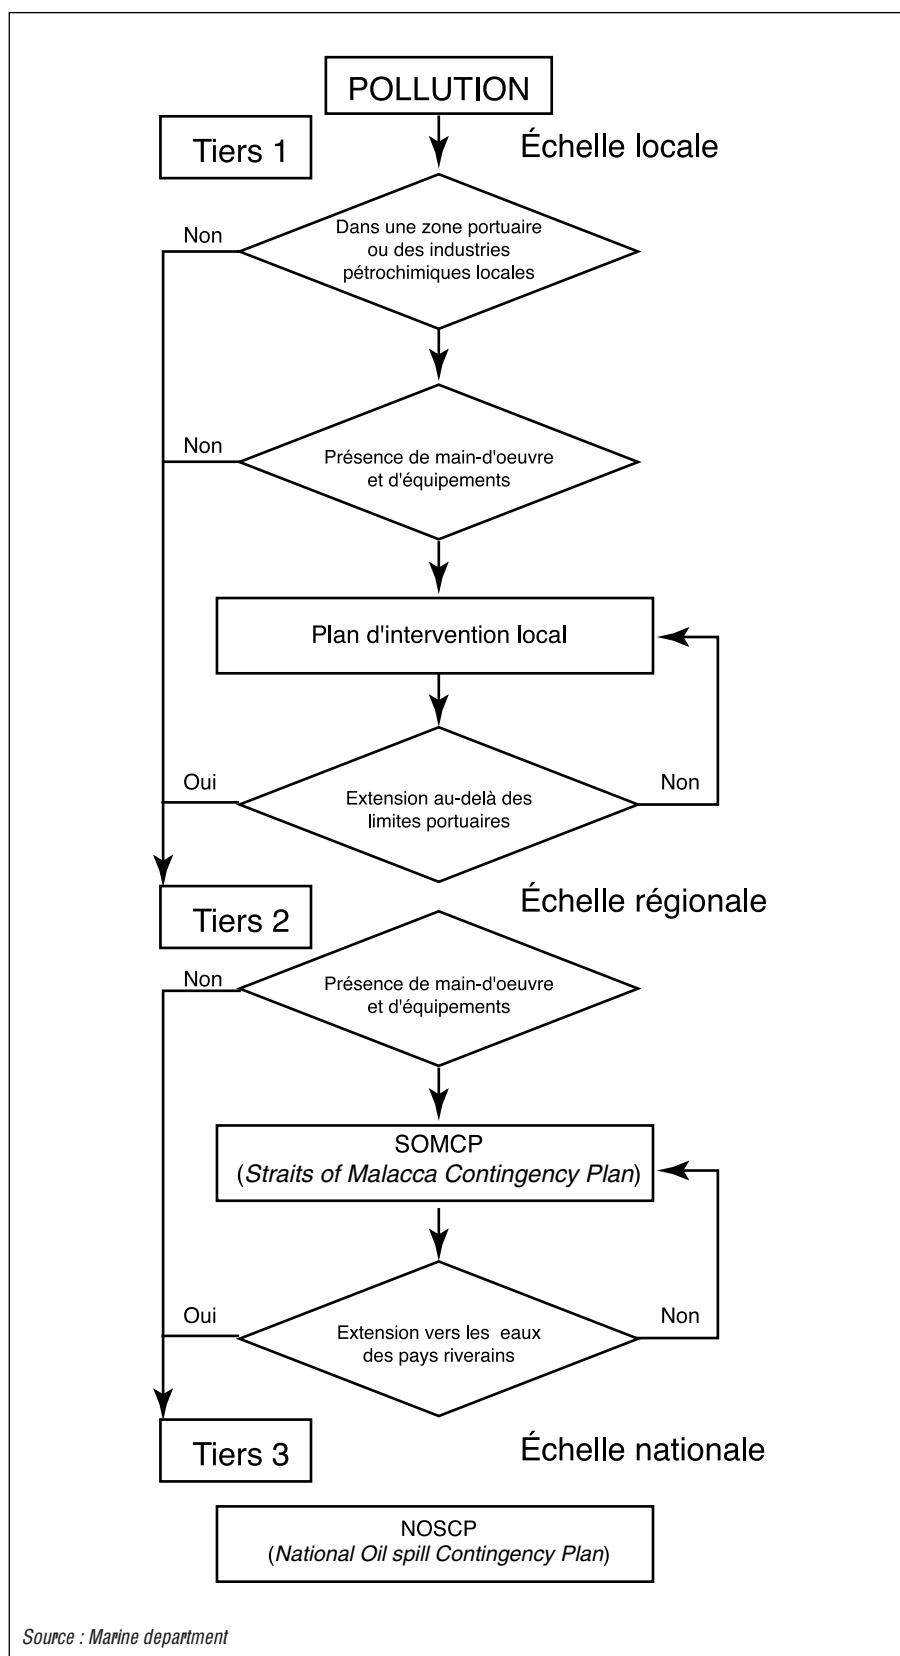 POLLUTION
Tiers 1
Échelle locale
Non
Dans une zone portuaire
ou des industries
pétrochimiques locales
Non
Présence de main-d'oeuvre
et d'équipements
Plan d'intervention local
Oui
Extension au-delà des
limites portuaires
Non
Tiers 2
Échelle régionale
Non
Présence de main-d'oeuvre
et d'équipements
SOMCP
(Straits of Malacca Contingency Plan)
Oui
Extension vers les eaux
des pays riverains
Non
Tiers 3
Échelle nationale
NOSCP
(National Oil spill Contingency Plan)
Source : Marine department